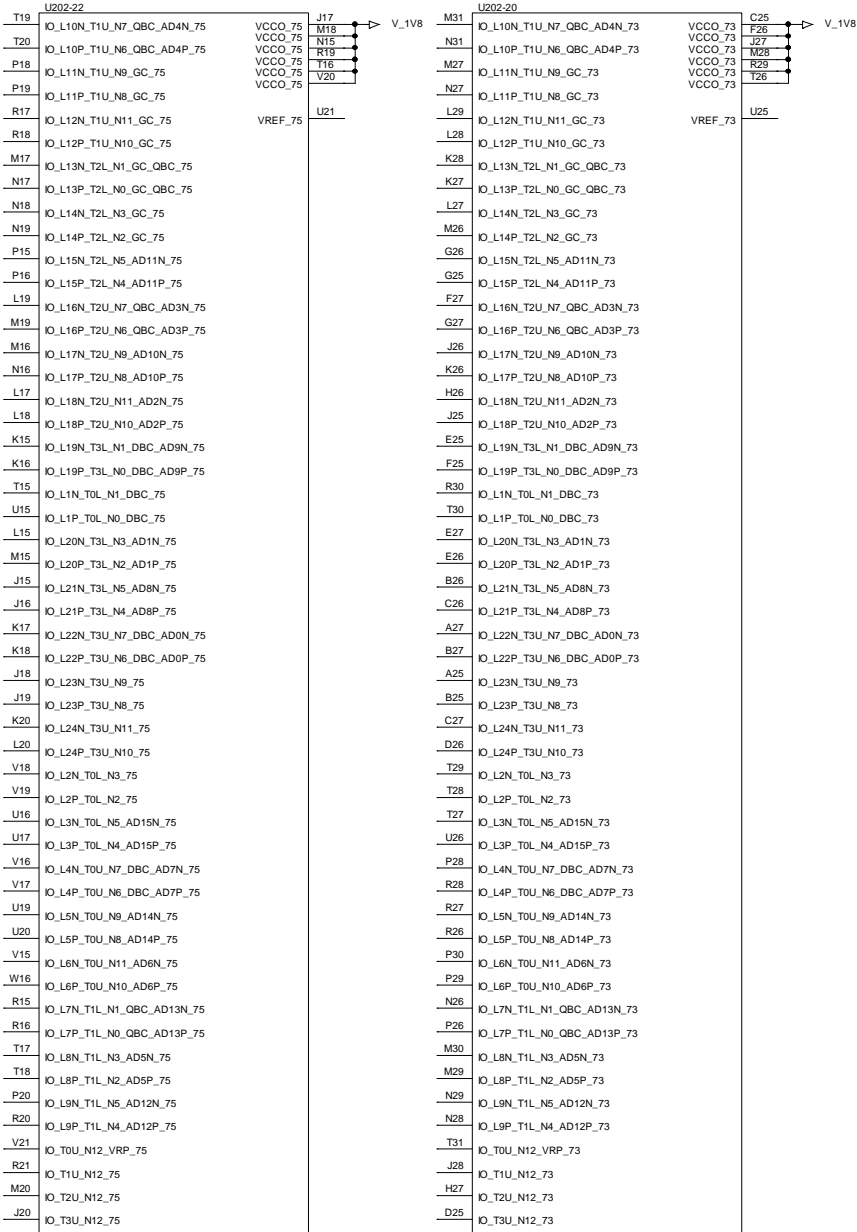 U202-22
T19 IO_L10N_T1U_N7_QBC_AD4N_75 VCCO_75 J17 V_1V8
T20 IO_L10P_T1U_N6_QBC_AD4P_75 VCCO_75 M18
VCCO_75 N15
P18 IO_L11N_T1U_N9_GC_75 VCCO_75 R19
VCCO_75 T16
P19 IO_L11P_T1U_N8_GC_75 VCCO_75 V20
R17 IO_L12N_T1U_N11_GC_75 VREF_75 U21
R18 IO_L12P_T1U_N10_GC_75
M17 IO_L13N_T2L_N1_GC_QBC_75
N17 IO_L13P_T2L_N0_GC_QBC_75
N18 IO_L14N_T2L_N3_GC_75
N19 IO_L14P_T2L_N2_GC_75
P15 IO_L15N_T2L_N5_AD11N_75
P16 IO_L15P_T2L_N4_AD11P_75
L19 IO_L16N_T2U_N7_QBC_AD3N_75
M19 IO_L16P_T2U_N6_QBC_AD3P_75
M16 IO_L17N_T2U_N9_AD10N_75
N16 IO_L17P_T2U_N8_AD10P_75
L17 IO_L18N_T2U_N11_AD2N_75
L18 IO_L18P_T2U_N10_AD2P_75
K15 IO_L19N_T3L_N1_DBC_AD9N_75
K16 IO_L19P_T3L_N0_DBC_AD9P_75
T15 IO_L1N_T0L_N1_DBC_75
U15 IO_L1P_T0L_N0_DBC_75
L15 IO_L20N_T3L_N3_AD1N_75
M15 IO_L20P_T3L_N2_AD1P_75
J15 IO_L21N_T3L_N5_AD8N_75
J16 IO_L21P_T3L_N4_AD8P_75
K17 IO_L22N_T3U_N7_DBC_AD0N_75
K18 IO_L22P_T3U_N6_DBC_AD0P_75
J18 IO_L23N_T3U_N9_75
J19 IO_L23P_T3U_N8_75
K20 IO_L24N_T3U_N11_75
L20 IO_L24P_T3U_N10_75
V18 IO_L2N_T0L_N3_75
V19 IO_L2P_T0L_N2_75
U16 IO_L3N_T0L_N5_AD15N_75
U17 IO_L3P_T0L_N4_AD15P_75
V16 IO_L4N_T0U_N7_DBC_AD7N_75
V17 IO_L4P_T0U_N6_DBC_AD7P_75
U19 IO_L5N_T0U_N9_AD14N_75
U20 IO_L5P_T0U_N8_AD14P_75
V15 IO_L6N_T0U_N11_AD6N_75
W16 IO_L6P_T0U_N10_AD6P_75
R15 IO_L7N_T1L_N1_QBC_AD13N_75
R16 IO_L7P_T1L_N0_QBC_AD13P_75
T17 IO_L8N_T1L_N3_AD5N_75
T18 IO_L8P_T1L_N2_AD5P_75
P20 IO_L9N_T1L_N5_AD12N_75
R20 IO_L9P_T1L_N4_AD12P_75
V21 IO_T0U_N12_VRP_75
R21 IO_T1U_N12_75
M20 IO_T2U_N12_75
J20 IO_T3U_N12_75
U202-20
M31 IO_L10N_T1U_N7_QBC_AD4N_73 VCCO_73 C25 V_1V8
N31 IO_L10P_T1U_N6_QBC_AD4P_73 VCCO_73 F26
VCCO_73 J27
M27 IO_L11N_T1U_N9_GC_73 VCCO_73 M28
VCCO_73 R29
N27 IO_L11P_T1U_N8_GC_73 VCCO_73 T26
L29 IO_L12N_T1U_N11_GC_73 VREF_73 U25
L28 IO_L12P_T1U_N10_GC_73
K28 IO_L13N_T2L_N1_GC_QBC_73
K27 IO_L13P_T2L_N0_GC_QBC_73
L27 IO_L14N_T2L_N3_GC_73
M26 IO_L14P_T2L_N2_GC_73
G26 IO_L15N_T2L_N5_AD11N_73
G25 IO_L15P_T2L_N4_AD11P_73
F27 IO_L16N_T2U_N7_QBC_AD3N_73
G27 IO_L16P_T2U_N6_QBC_AD3P_73
J26 IO_L17N_T2U_N9_AD10N_73
K26 IO_L17P_T2U_N8_AD10P_73
H26 IO_L18N_T2U_N11_AD2N_73
J25 IO_L18P_T2U_N10_AD2P_73
E25 IO_L19N_T3L_N1_DBC_AD9N_73
F25 IO_L19P_T3L_N0_DBC_AD9P_73
R30 IO_L1N_T0L_N1_DBC_73
T30 IO_L1P_T0L_N0_DBC_73
E27 IO_L20N_T3L_N3_AD1N_73
E26 IO_L20P_T3L_N2_AD1P_73
B26 IO_L21N_T3L_N5_AD8N_73
C26 IO_L21P_T3L_N4_AD8P_73
A27 IO_L22N_T3U_N7_DBC_AD0N_73
B27 IO_L22P_T3U_N6_DBC_AD0P_73
A25 IO_L23N_T3U_N9_73
B25 IO_L23P_T3U_N8_73
C27 IO_L24N_T3U_N11_73
D26 IO_L24P_T3U_N10_73
T29 IO_L2N_T0L_N3_73
T28 IO_L2P_T0L_N2_73
T27 IO_L3N_T0L_N5_AD15N_73
U26 IO_L3P_T0L_N4_AD15P_73
P28 IO_L4N_T0U_N7_DBC_AD7N_73
R28 IO_L4P_T0U_N6_DBC_AD7P_73
R27 IO_L5N_T0U_N9_AD14N_73
R26 IO_L5P_T0U_N8_AD14P_73
P30 IO_L6N_T0U_N11_AD6N_73
P29 IO_L6P_T0U_N10_AD6P_73
N26 IO_L7N_T1L_N1_QBC_AD13N_73
P26 IO_L7P_T1L_N0_QBC_AD13P_73
M30 IO_L8N_T1L_N3_AD5N_73
M29 IO_L8P_T1L_N2_AD5P_73
N29 IO_L9N_T1L_N5_AD12N_73
N28 IO_L9P_T1L_N4_AD12P_73
T31 IO_T0U_N12_VRP_73
J28 IO_T1U_N12_73
H27 IO_T2U_N12_73
D25 IO_T3U_N12_73